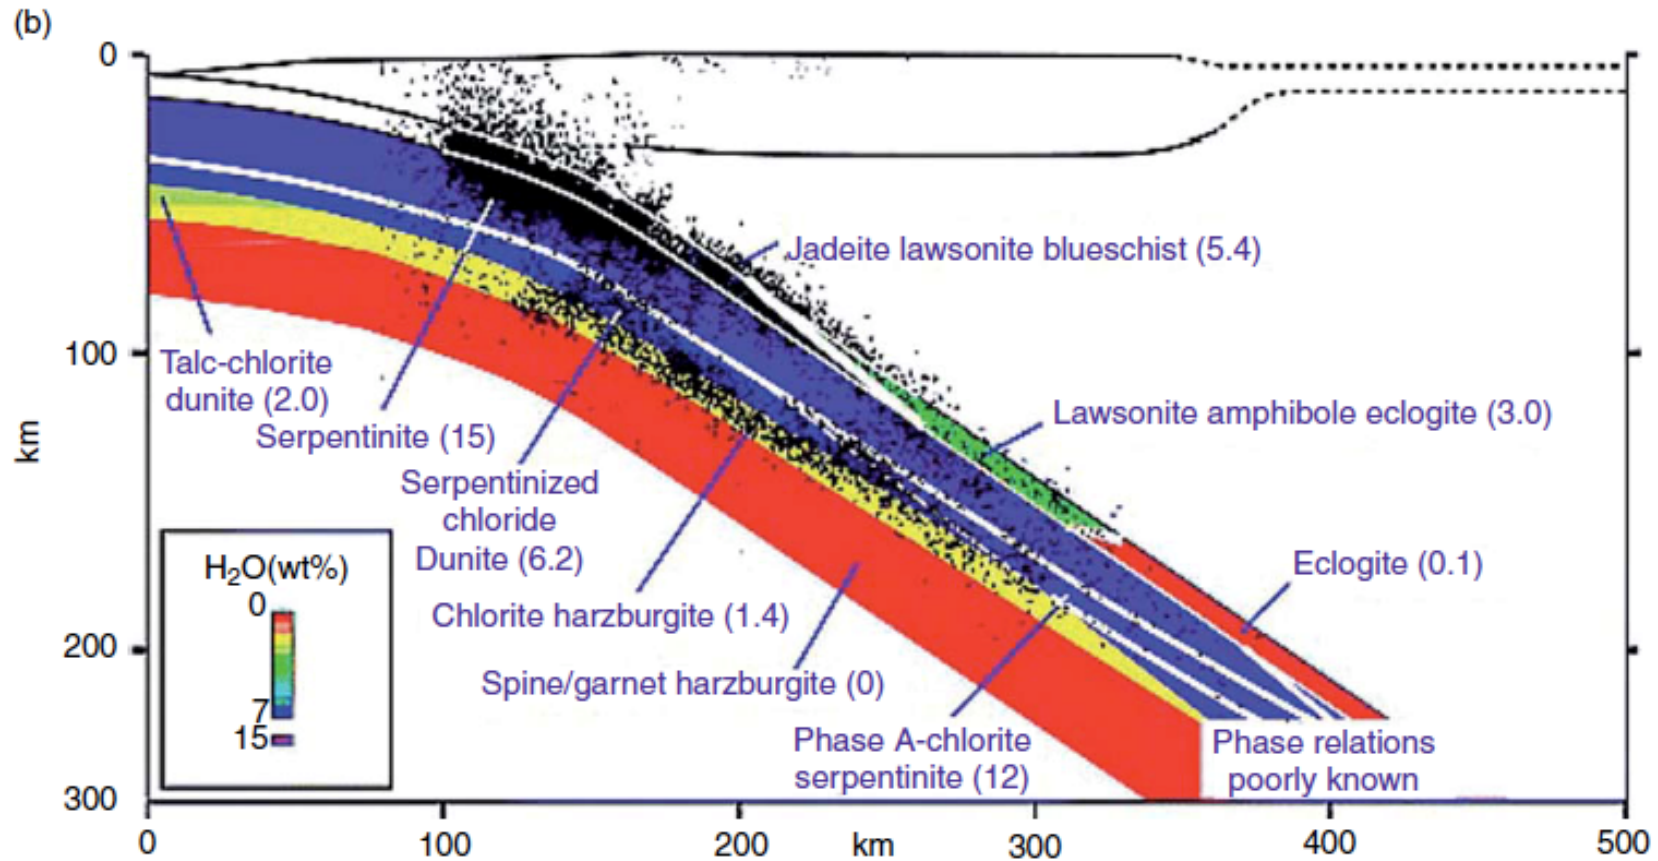 (b)
0
Jadeite lawsonite blueschist (5.4)
100
Talc-chlorite
dunite (2.0)
Serpentinite (15)
Lawsonite amphibole eclogite (3.0)
km
Serpentinized
chloride
Dunite (6.2)
H₂O(wt%)
0
7
15
Eclogite (0.1)
Chlorite harzburgite (1.4)
200
Spine/garnet harzburgite (0)
Phase A-chlorite
serpentinite (12)
Phase relations
poorly known
300
0
100
200
km
300
400
500